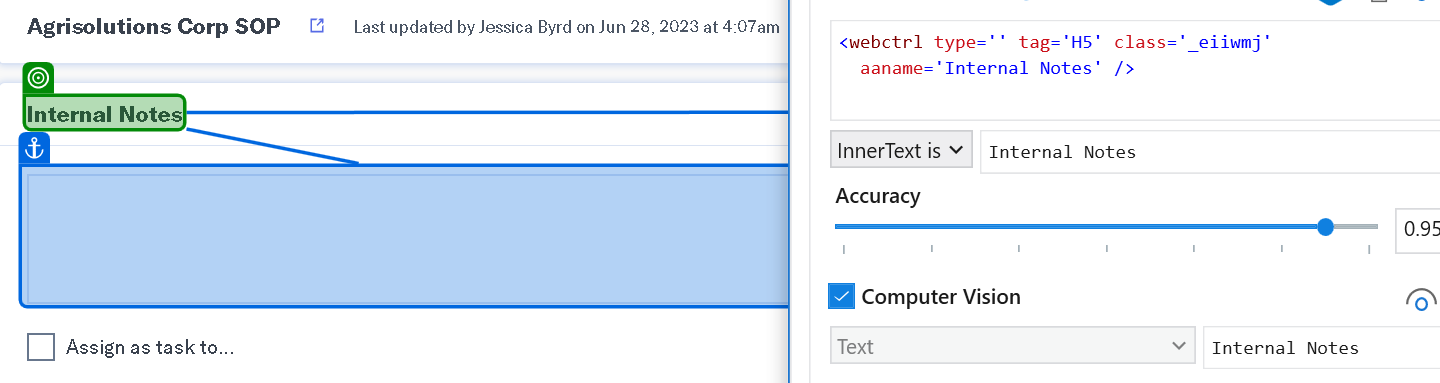 Agrisolutions Corp SOP Last updated by Jessica Byrd on Jun 28, 2023 at 4:07am
Internal Notes
Assign as task to...
<webctrl type='' tag='H5' class='_eiiwmj'
aaname='Internal Notes' />
InnerText is Internal Notes
Accuracy
0.95
Computer Vision
Text Internal Notes